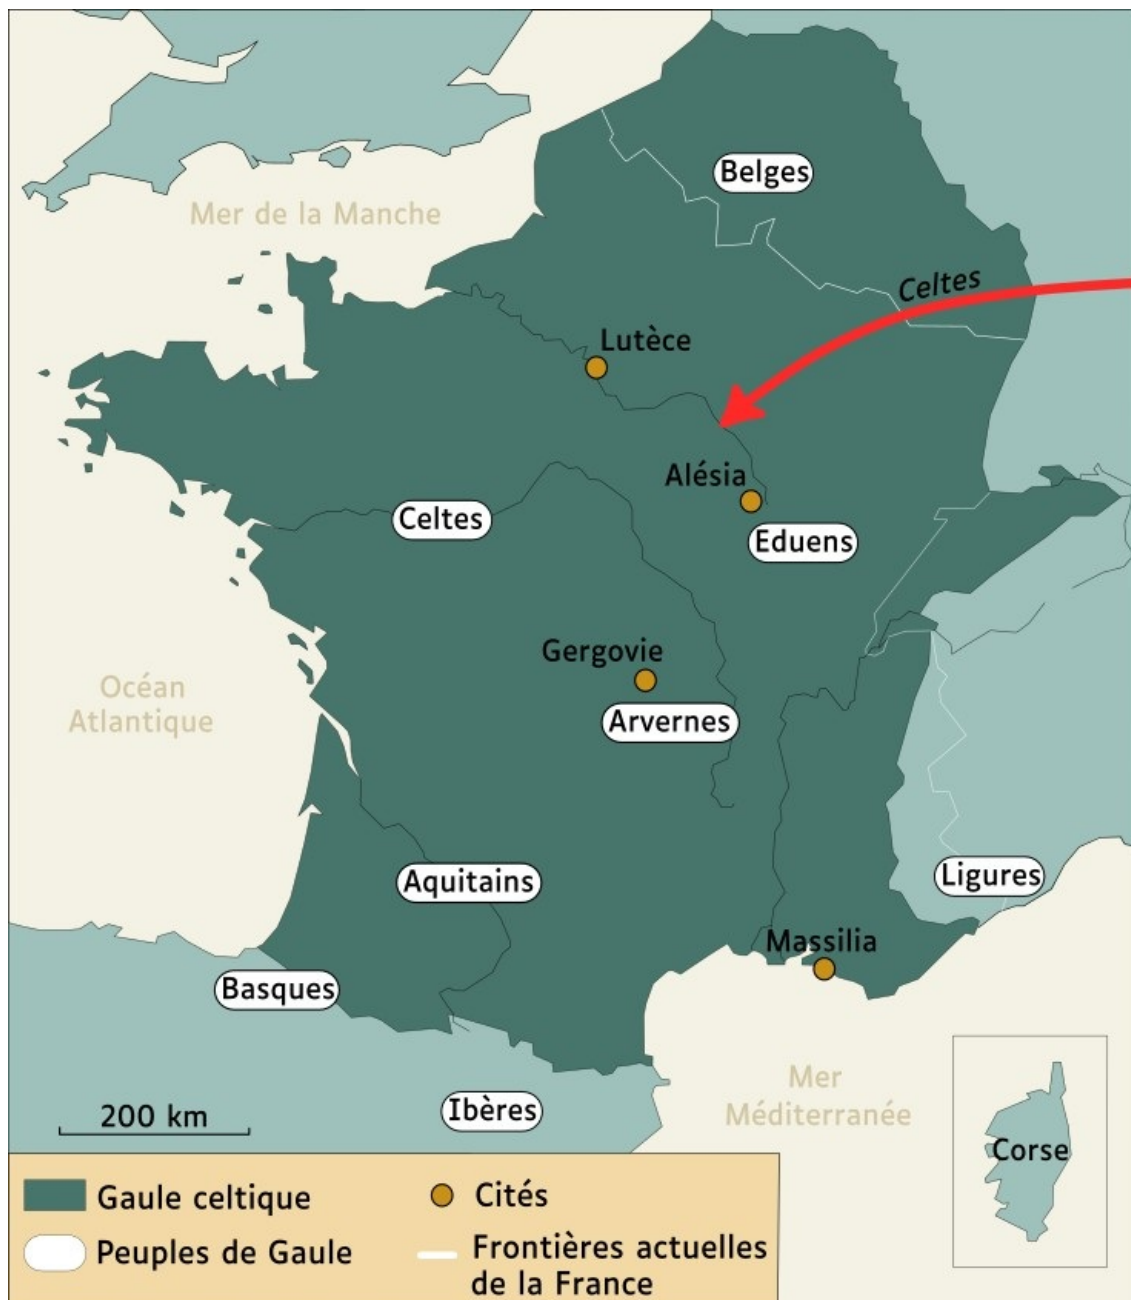 Belges
Mer de la Manche
Celtes
Lutèce
Alésia
Celtes
Eduens
Gergovie
Océan
Atlantique
Arvernes
Aquitains
Ligures
Massilia
Basques
Mer
Méditerranée
Ibères
200 km
Corse
Gaule celtique
Cités
Peuples de Gaule
Frontières actuelles
de la France